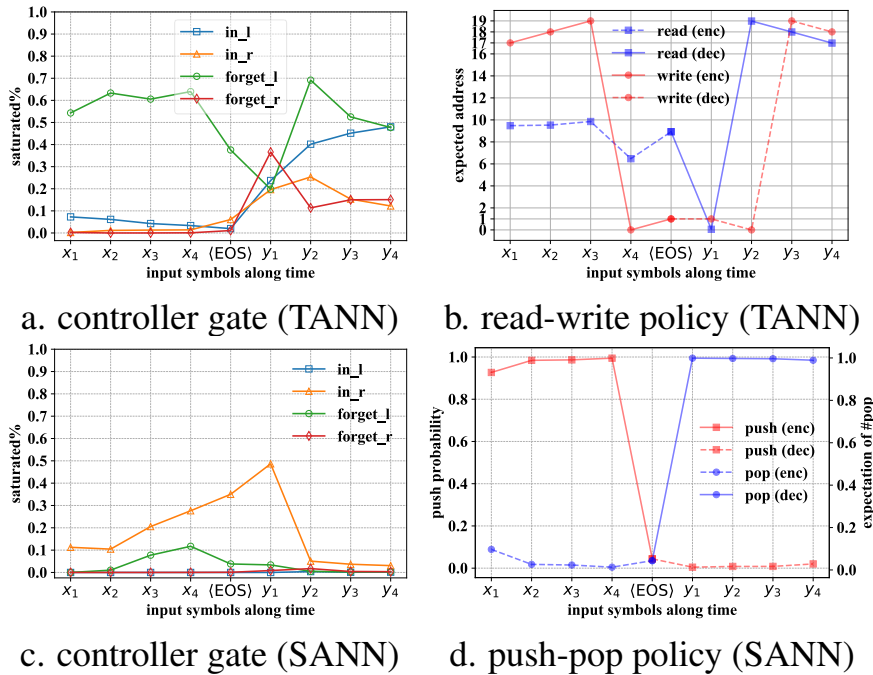 1.0
0.9
0.8
0.7
0.6
0.5
0.4
0.3
0.2
0.1
0.0
saturated%
in_l
in_r
forget_l
forget_r
x1 x2 x3 x4 ⟨EOS⟩ y1 y2 y3 y4
input symbols along time
a. controller gate (TANN)
19
18
17
14
12
10
8
6
4
2
1
0
expected address
read (enc)
read (dec)
write (enc)
write (dec)
x1 x2 x3 x4 ⟨EOS⟩ y1 y2 y3 y4
input symbols along time
b. read-write policy (TANN)
1.0
0.9
0.8
0.7
0.6
0.5
0.4
0.3
0.2
0.1
0.0
saturated%
in_l
in_r
forget_l
forget_r
x1 x2 x3 x4 ⟨EOS⟩ y1 y2 y3 y4
input symbols along time
c. controller gate (SANN)
1.0
0.8
0.6
0.4
0.2
0.0
push probability
push (enc)
push (dec)
pop (enc)
pop (dec)
1.0
0.8
0.6
0.4
0.2
0.0
expectation of #pop
x1 x2 x3 x4 ⟨EOS⟩ y1 y2 y3 y4
input symbols along time
d. push-pop policy (SANN)